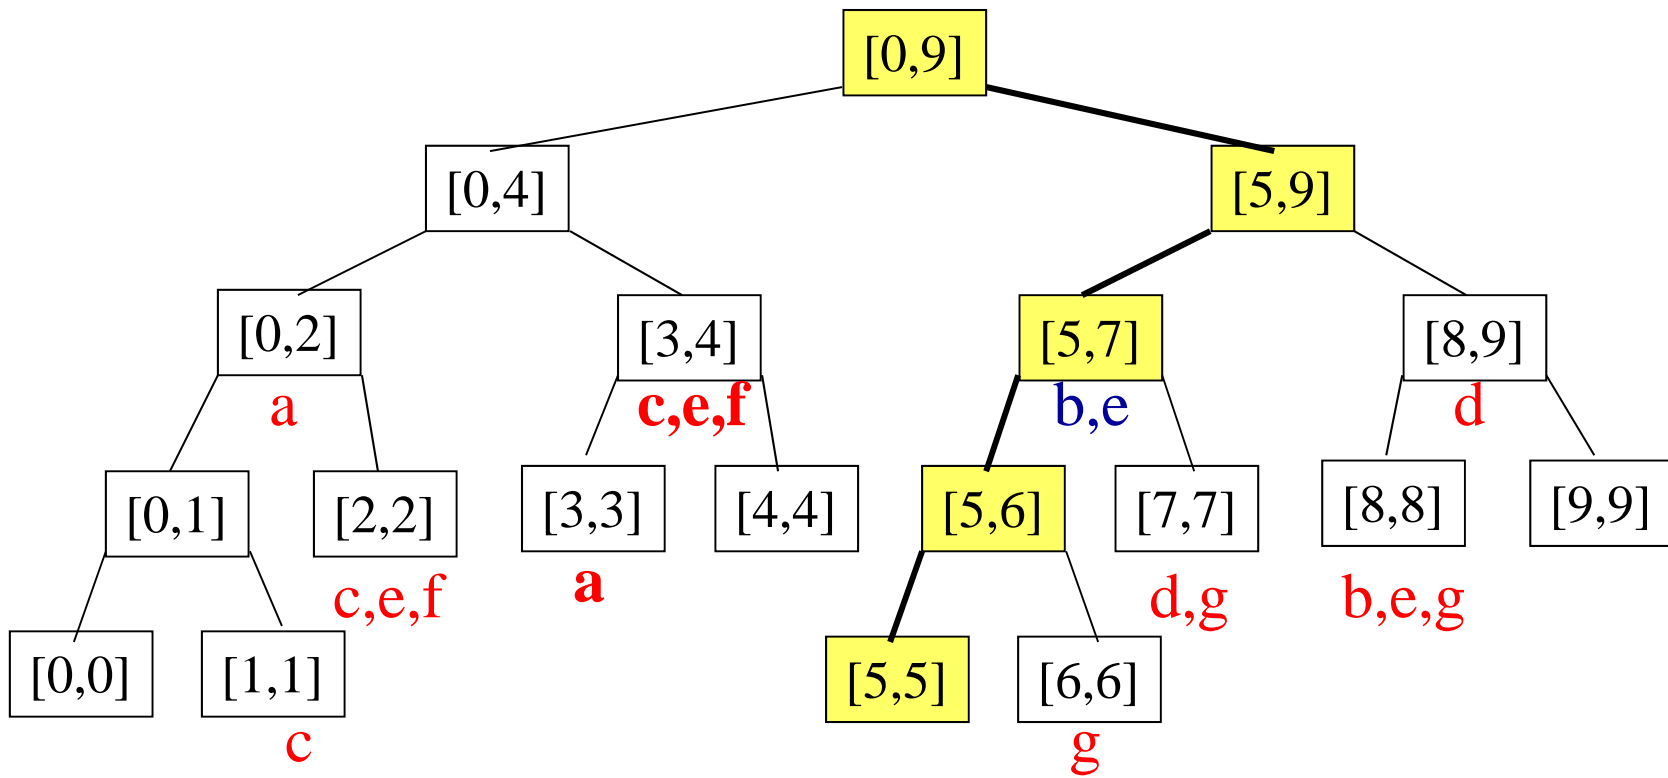 [0,9]
[0,4] [5,9]
[0,2] [3,4] [5,7] [8,9]
a c,e,f b,e d
[0,1] [2,2] [3,3] [4,4] [5,6] [7,7] [8,8] [9,9]
c,e,f a d,g b,e,g
[0,0] [1,1] [5,5] [6,6]
c g